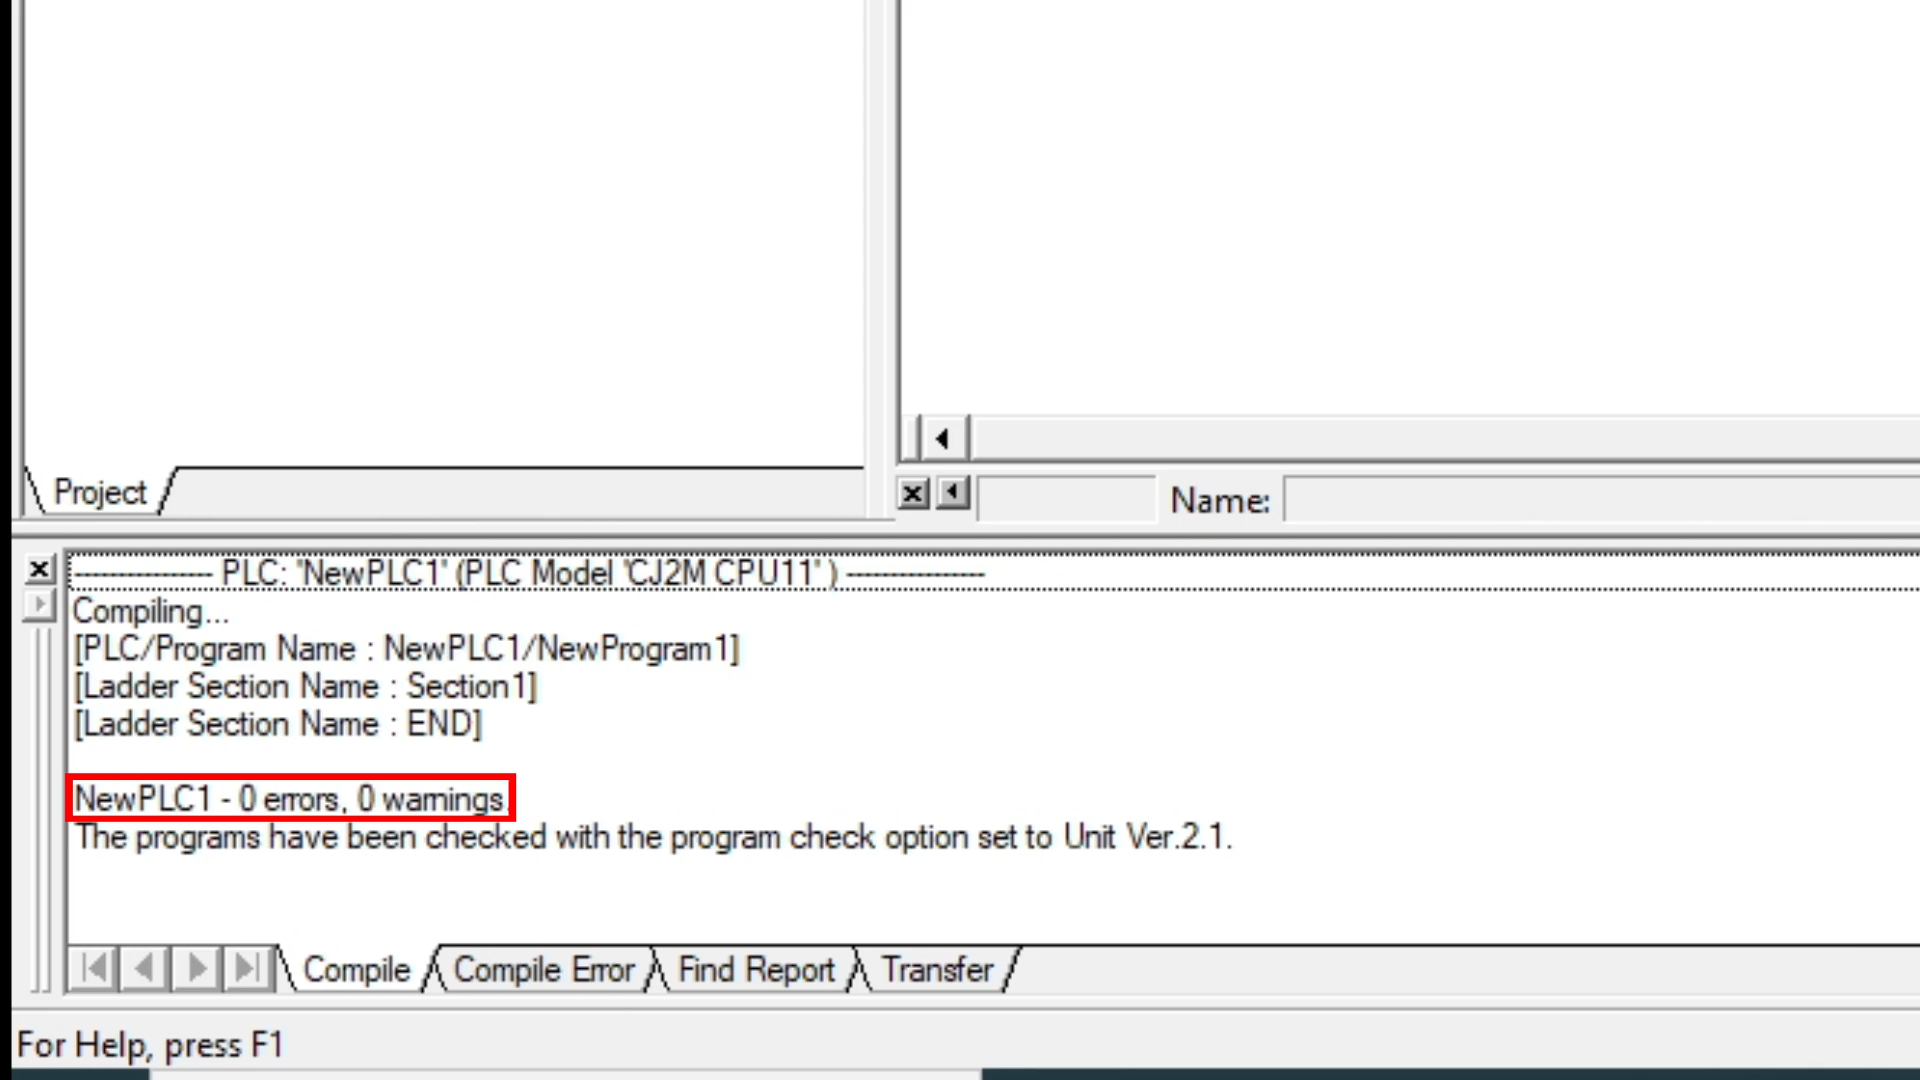 Project
Name:
---------------- PLC: 'NewPLC1' (PLC Model 'CJ2M CPU11' ) ----------------
Compiling...
[PLC/Program Name : NewPLC1/NewProgram1]
[Ladder Section Name : Section1]
[Ladder Section Name : END]
NewPLC1 - 0 errors, 0 warnings.
The programs have been checked with the program check option set to Unit Ver.2.1.
Compile Compile Error Find Report Transfer
For Help, press F1